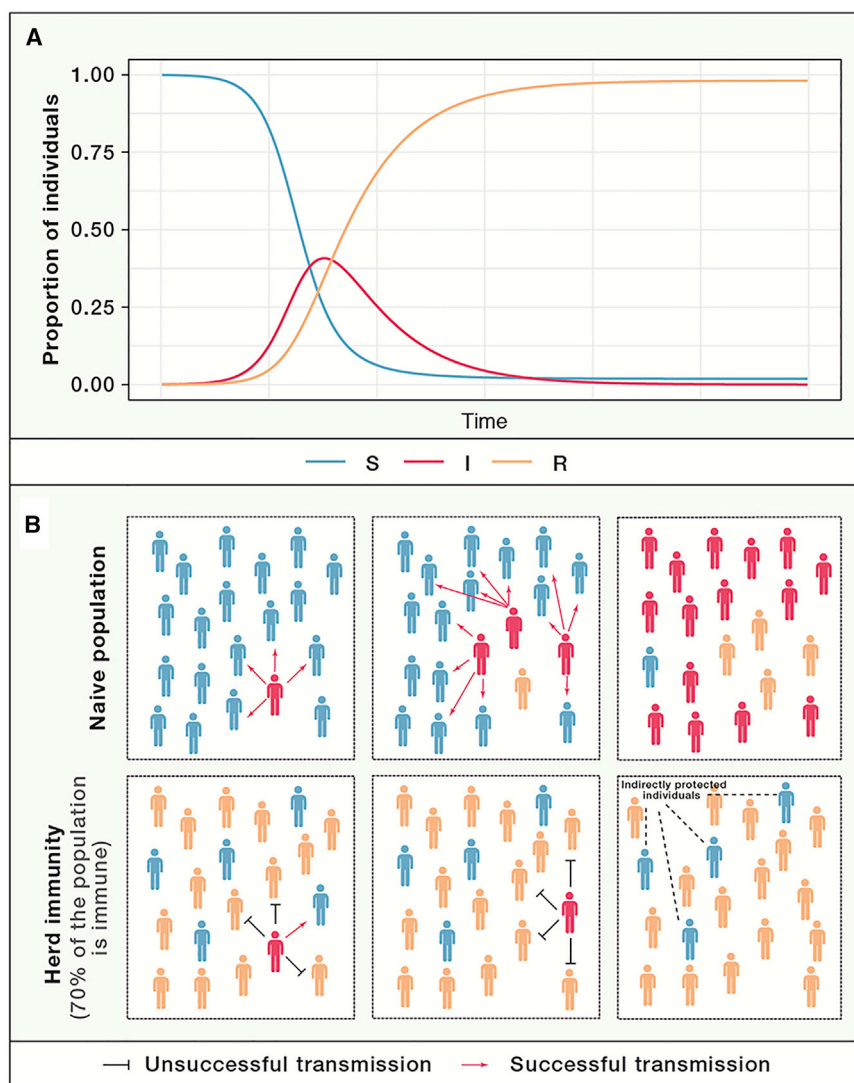 A
Proportion of individuals
1.00
0.75
0.50
0.25
0.00
Time
S I R
B
Naive population
Herd immunity
(70% of the population
is immune)
Indirectly protected
individuals
Unsuccessful transmission Successful transmission